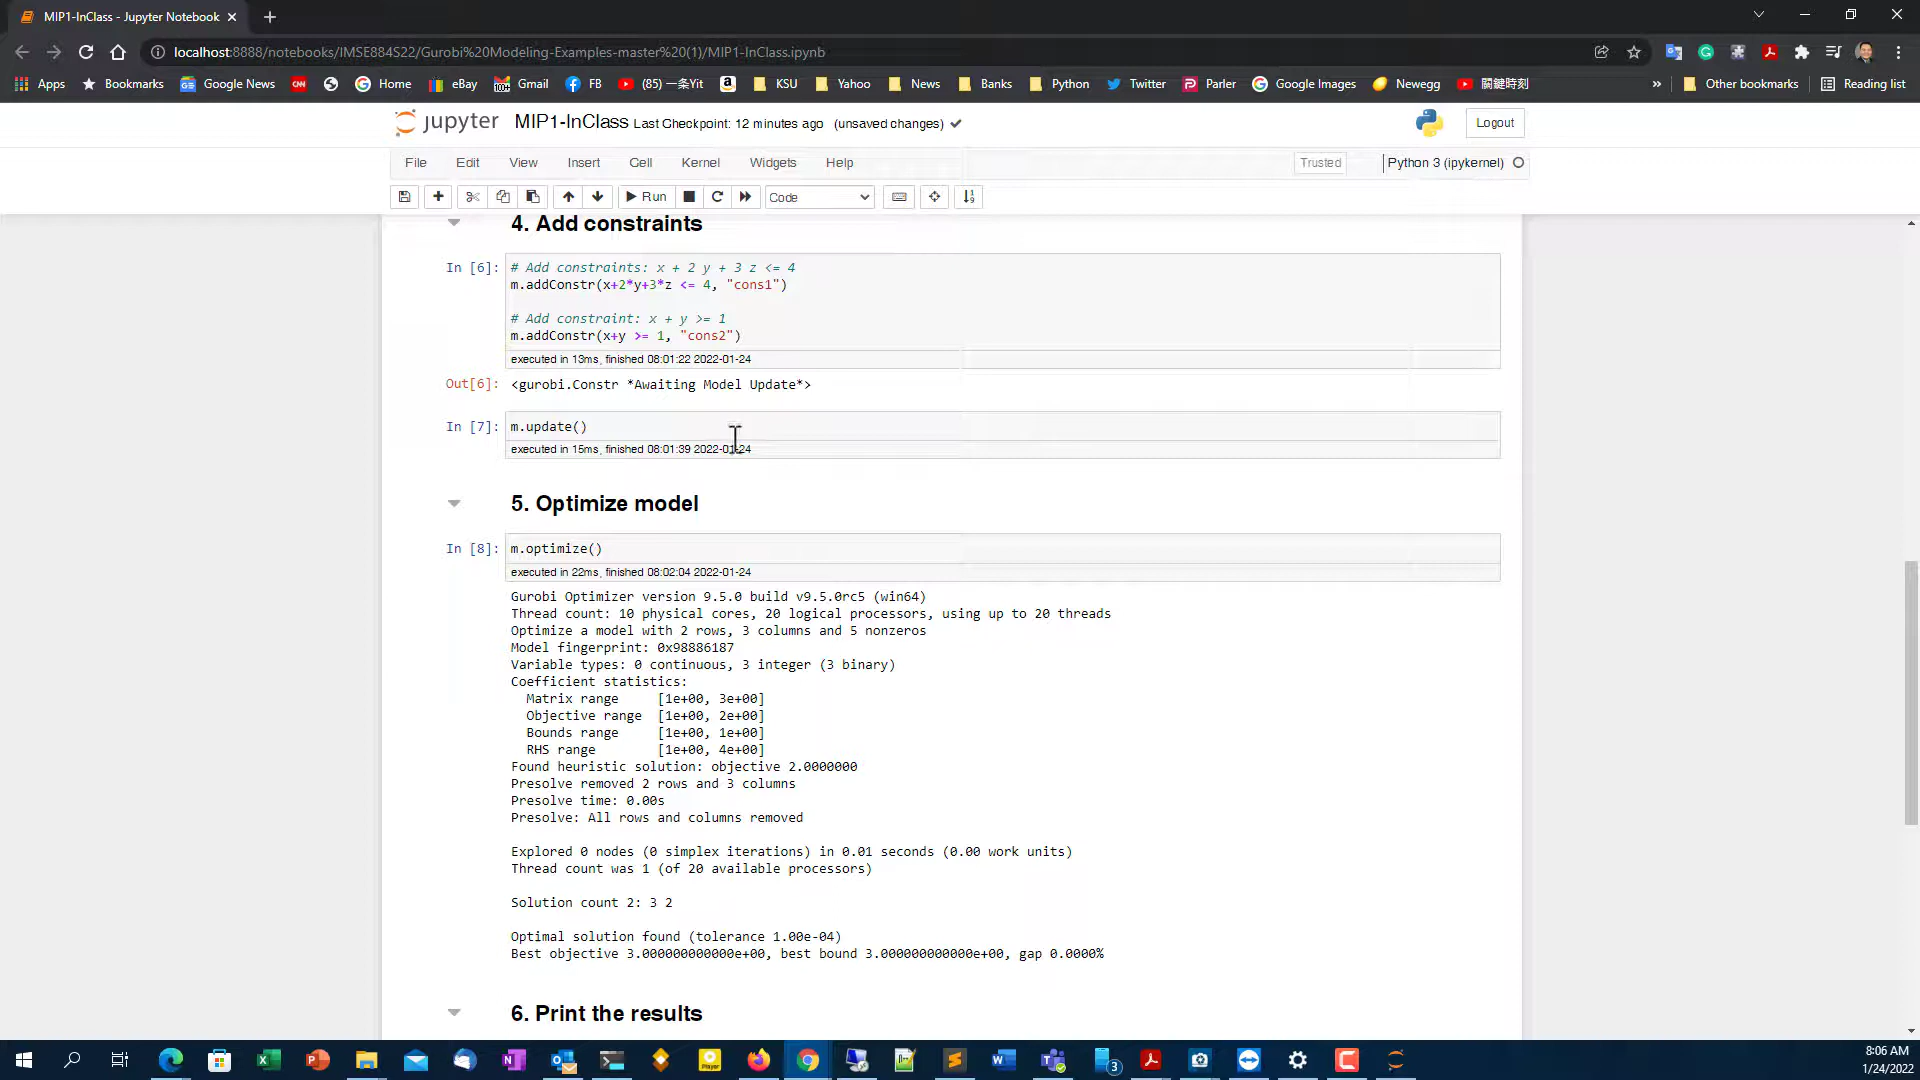 MIP1-InClass - Jupyter Notebook
localhost:8888/notebooks/IMSE884S22/Gurobi%20Modeling-Examples-master%20(1)/MIP1-InClass.ipynb
Apps Bookmarks Google News CNN Home eBay Gmail FB (85) 一条Yit KSU Yahoo News Banks Python Twitter Parler Google Images Newegg 關鍵時刻 » Other bookmarks Reading list
jupyter MIP1-InClass Last Checkpoint: 12 minutes ago (unsaved changes) Logout
File Edit View Insert Cell Kernel Widgets Help Trusted Python 3 (ipykernel)
Run Code
4. Add constraints
In [6]: # Add constraints: x + 2 y + 3 z <= 4
m.addConstr(x+2*y+3*z <= 4, "cons1")
# Add constraint: x + y >= 1
m.addConstr(x+y >= 1, "cons2")
executed in 13ms, finished 08:01:22 2022-01-24
Out[6]: <gurobi.Constr *Awaiting Model Update*>
In [7]: m.update()
executed in 15ms, finished 08:01:39 2022-01-24
5. Optimize model
In [8]: m.optimize()
executed in 22ms, finished 08:02:04 2022-01-24
Gurobi Optimizer version 9.5.0 build v9.5.0rc5 (win64)
Thread count: 10 physical cores, 20 logical processors, using up to 20 threads
Optimize a model with 2 rows, 3 columns and 5 nonzeros
Model fingerprint: 0x98886187
Variable types: 0 continuous, 3 integer (3 binary)
Coefficient statistics:
Matrix range [1e+00, 3e+00]
Objective range [1e+00, 2e+00]
Bounds range [1e+00, 1e+00]
RHS range [1e+00, 4e+00]
Found heuristic solution: objective 2.0000000
Presolve removed 2 rows and 3 columns
Presolve time: 0.00s
Presolve: All rows and columns removed
Explored 0 nodes (0 simplex iterations) in 0.01 seconds (0.00 work units)
Thread count was 1 (of 20 available processors)
Solution count 2: 3 2
Optimal solution found (tolerance 1.00e-04)
Best objective 3.000000000000e+00, best bound 3.000000000000e+00, gap 0.0000%
6. Print the results
8:06 AM
1/24/2022